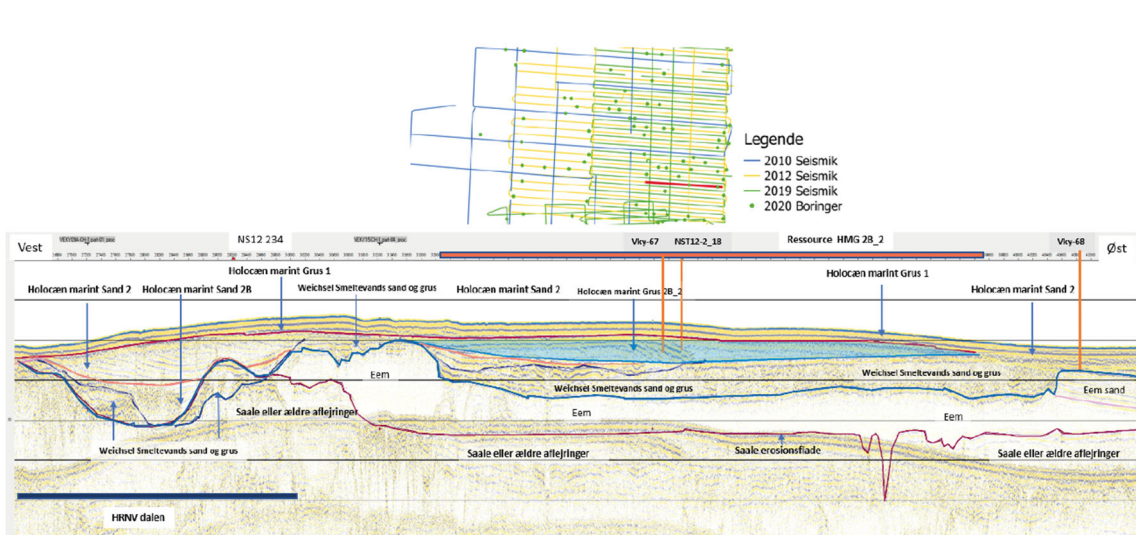 Legende
2010 Seismik
2012 Seismik
2019 Seismik
2020 Boringer
Vest
NS12 234
Vky-67
NST12-2_18
Ressource HMG 2B_2
Vky-68
Øst
Holocæn marint Grus 1
Holocæn marint Grus 1
Holocæn marint Sand 2
Holocæn marint Sand 2B
Weichsel Smeltevands sand og grus
Holocæn marint Sand 2
Holocæn marint Grus 2B_2
Holocæn marint Sand 2
Eem
Weichsel Smeltevands sand og grus
Weichsel Smeltevands sand og grus
Eem sand
Saale eller ældre aflejringer
Eem
Eem
Weichsel Smeltevands sand og grus
Saale eller ældre aflejringer
Saale erosionsflade
Saale eller ældre aflejringer
HRNV dalen